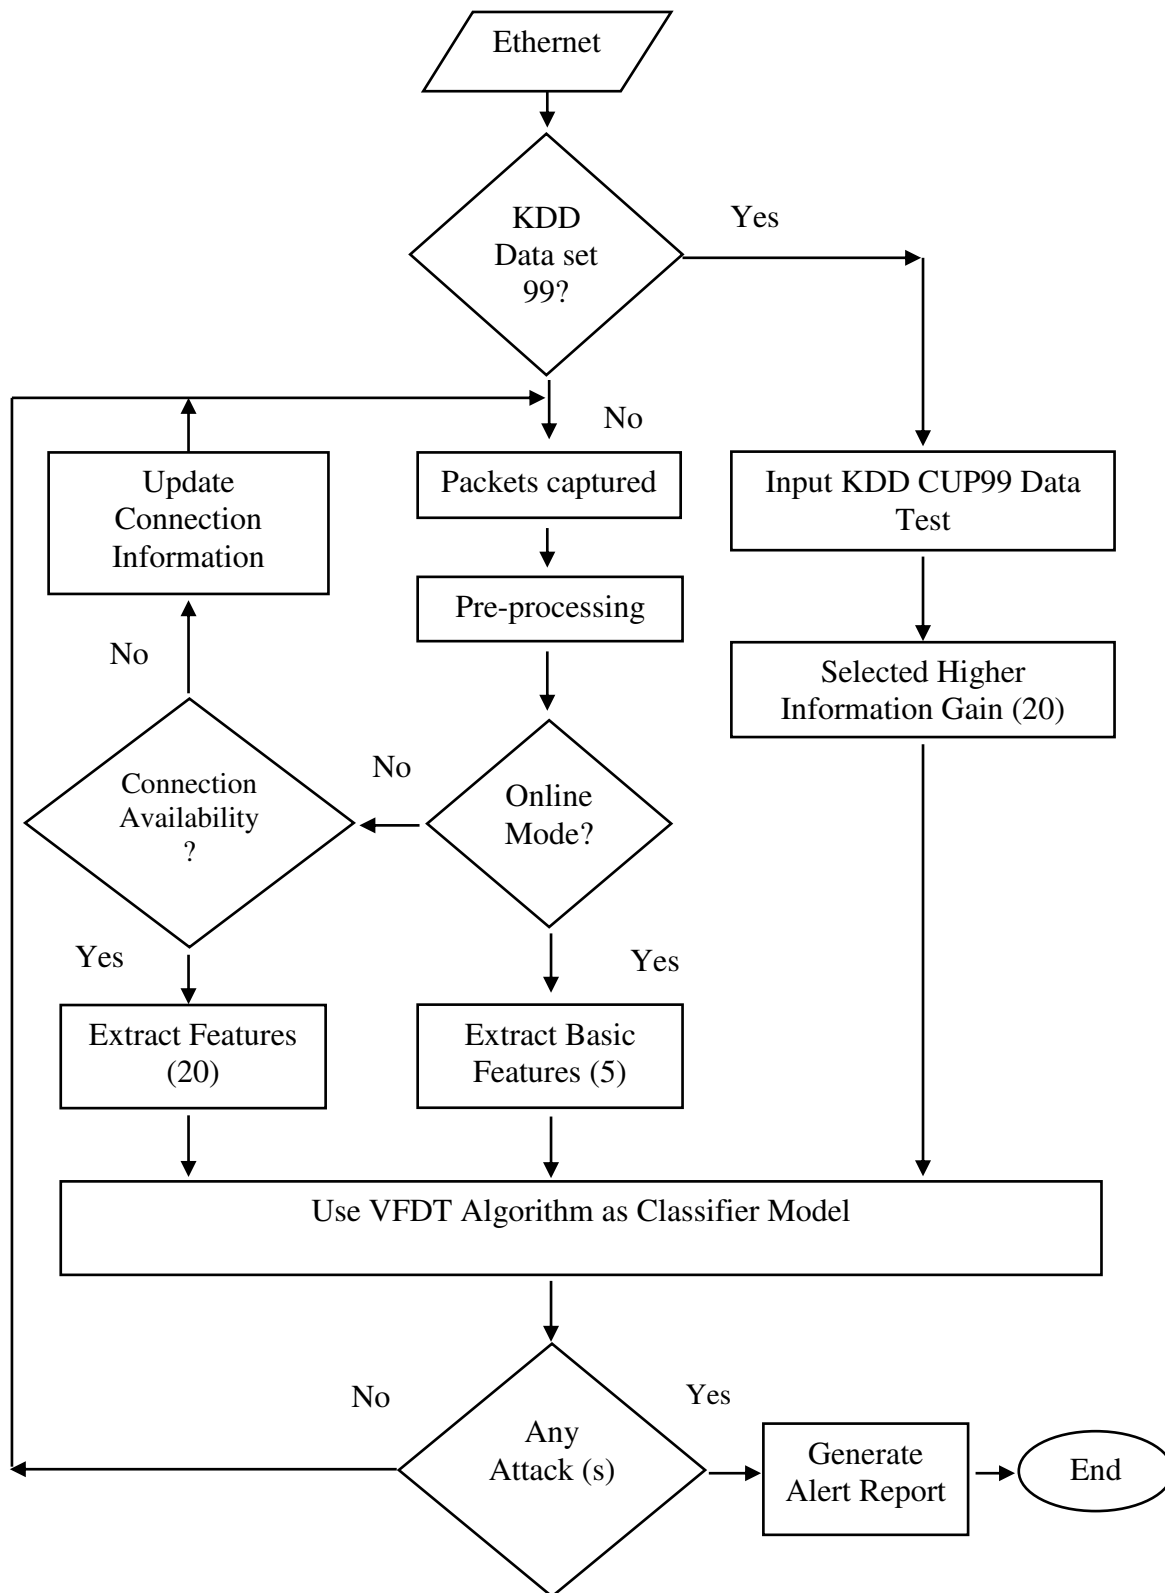 Ethernet
KDD
Data set
99?
Yes
No
Update
Connection
Information
Packets captured
Input KDD CUP99 Data
Test
Pre-processing
No
Selected Higher
Information Gain (20)
Connection
Availability
?
No
Online
Mode?
Yes
Yes
Extract Features
(20)
Extract Basic
Features (5)
Use VFDT Algorithm as Classifier Model
No
Yes
Any
Attack (s)
Generate
Alert Report
End